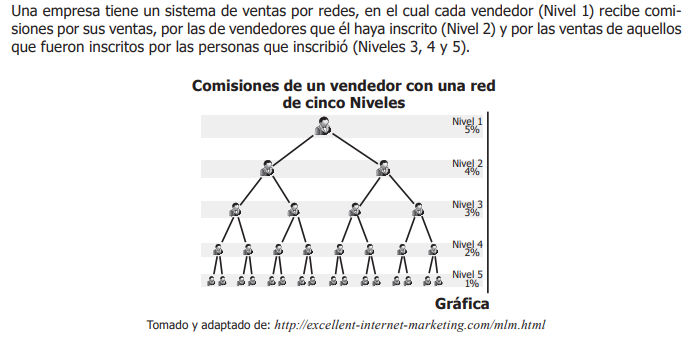 Una empresa tiene un sistema de ventas por redes, en el cual cada vendedor (Nivel 1) recibe comi-
siones por sus ventas, por las de vendedores que él haya inscrito (Nivel 2) y por las ventas de aquellos
que fueron inscritos por las personas que inscribió (Niveles 3, 4 y 5).
Comisiones de un vendedor con una red
de cinco Niveles
Nivel 1
5%
Nivel 2
4%
Nivel 3
3%
Nivel 4
2%
Nivel 5
1%
Gráfica
Tomado y adaptado de: http://excellent-internet-marketing.com/mlm.html